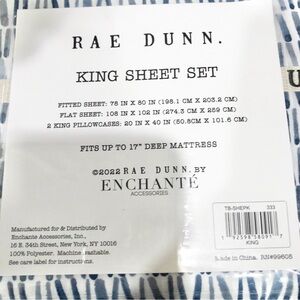 RAE DUNN.
KING SHEET SET
FITTED SHEET: 78 IN X 80 IN (198.1 CM X 203.2 CM)
FLAT SHEET: 108 IN X 102 IN (274.3 CM X 259 CM)
2 KING PILLOWCASES: 20 IN X 40 IN (50.8CM X 101.6 CM)
FITS UP TO 17" DEEP MATTRESS
©2022 RAE DUNN. BY
ENCHANTÉ
ACCESSORIES
Manufactured for & Distributed by
Enchante Accessories, Inc.
16 E. 34th Street, New York, NY 10016
100% Polyester. Machine washable.
See care label for instructions.
TB-SHEPK 333
KING
Made in China. RN#99605